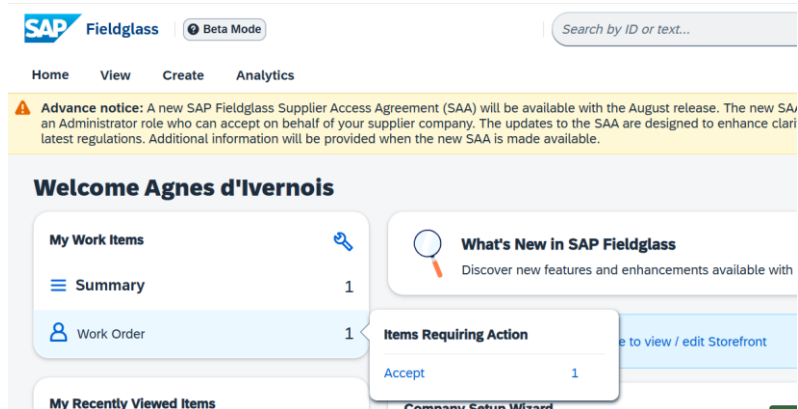 SAP Fieldglass Beta Mode Search by ID or text...
Home View Create Analytics
Advance notice: A new SAP Fieldglass Supplier Access Agreement (SAA) will be available with the August release. The new SAA
an Administrator role who can accept on behalf of your supplier company. The updates to the SAA are designed to enhance clari
latest regulations. Additional information will be provided when the new SAA is made available.
Welcome Agnes d'Ivernois
My Work Items
Summary 1
Work Order 1
What's New in SAP Fieldglass
Discover new features and enhancements available with
Items Requiring Action
Accept 1
e to view / edit Storefront
My Recently Viewed Items
Company Setup Wizard